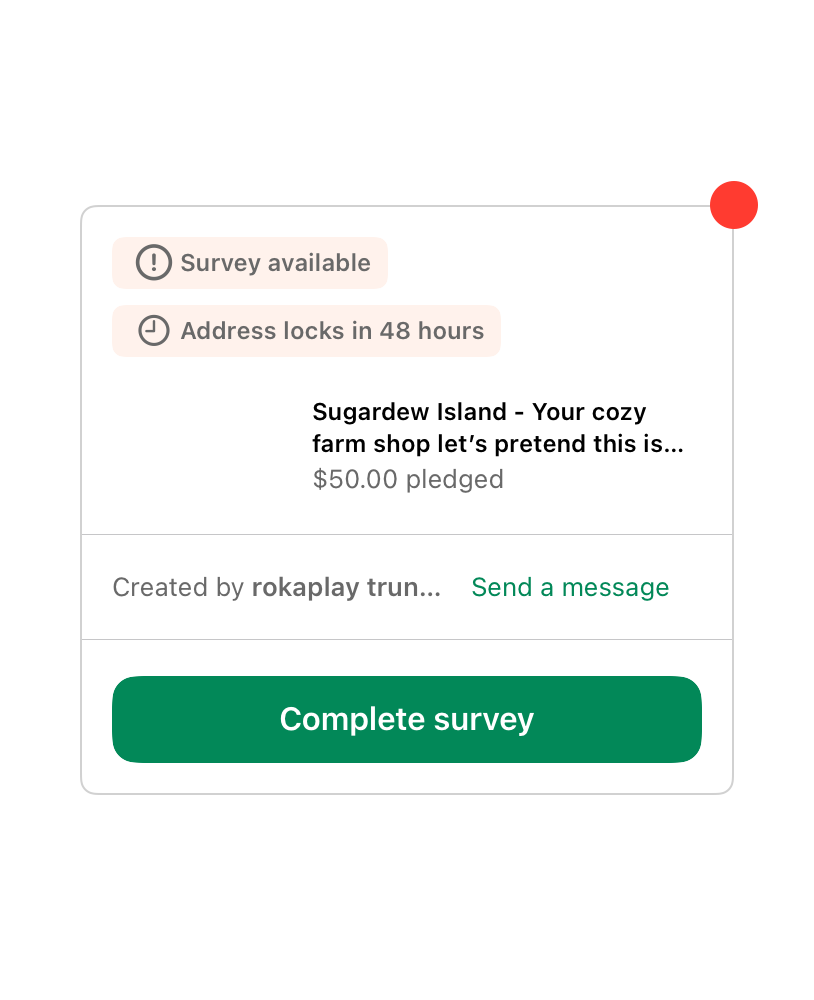 Survey available
Address locks in 48 hours
Sugardew Island - Your cozy
farm shop let’s pretend this is...
$50.00 pledged
Created by rokaplay trun... Send a message
Complete survey